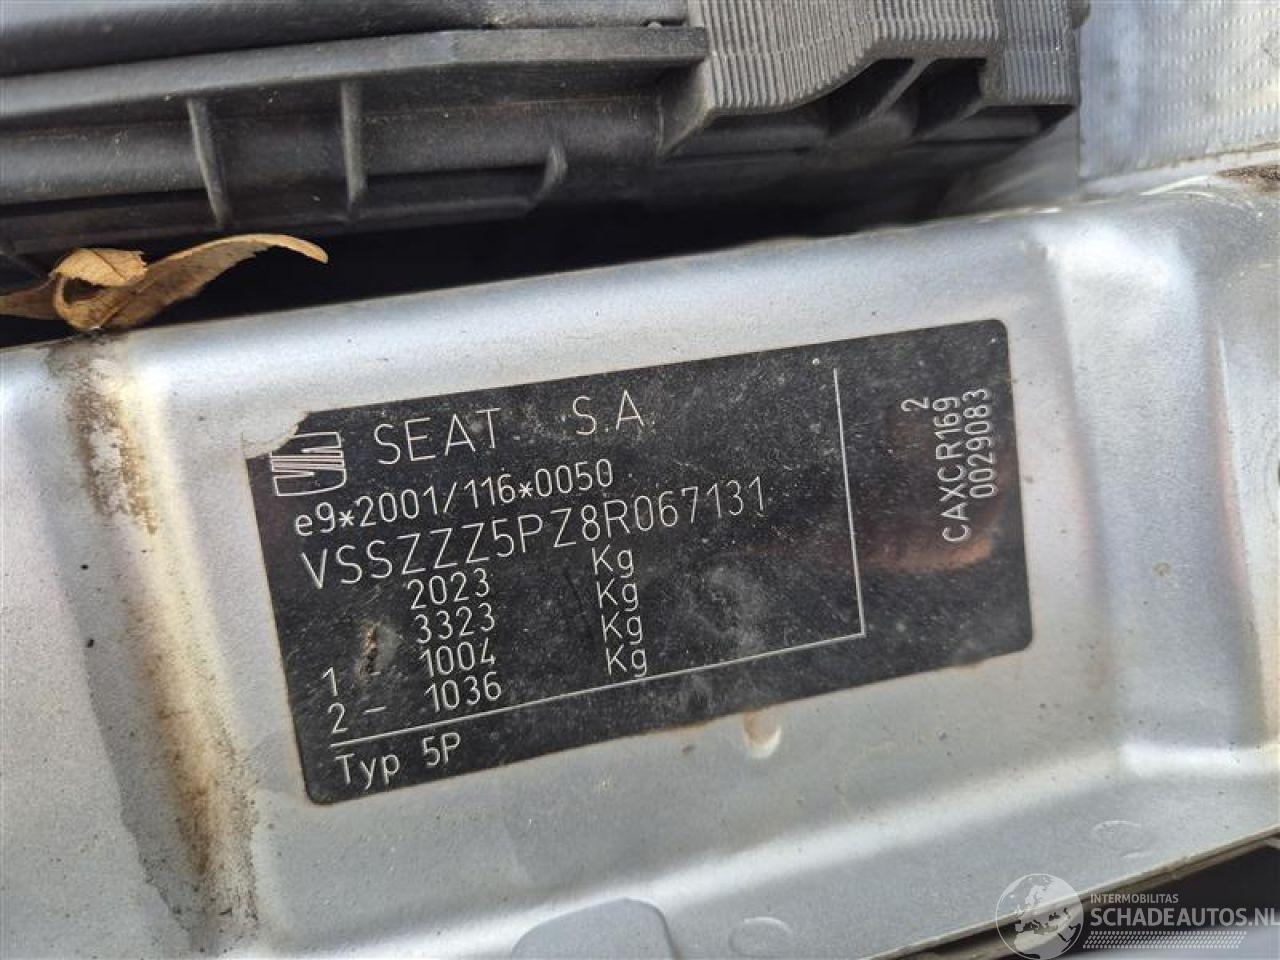 SEAT S.A.
e9*2001/116*0050
VSSZZZ5PZ8R067131
2023 Kg
3323 Kg
1 - 1004 Kg
2 - 1036 Kg
Typ 5P
2
CAXCR169
0029083
INTERMOBILITAS
SCHADEAUTOS.NL